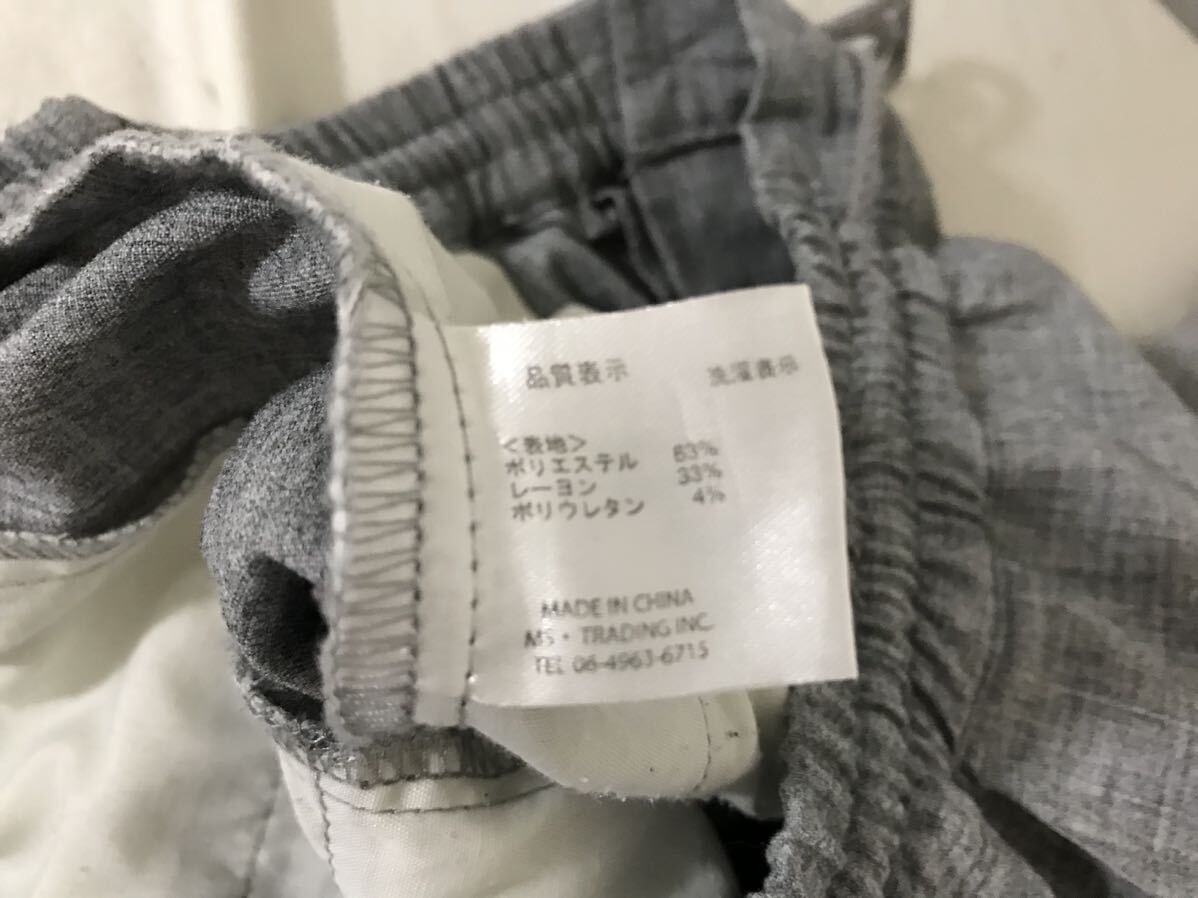 品質表示 洗濯表示
<表地>
ポリエステル 63%
レーヨン 33%
ポリウレタン 4%
MADE IN CHINA
MS・TRADING INC.
TEL 06-4963-6715